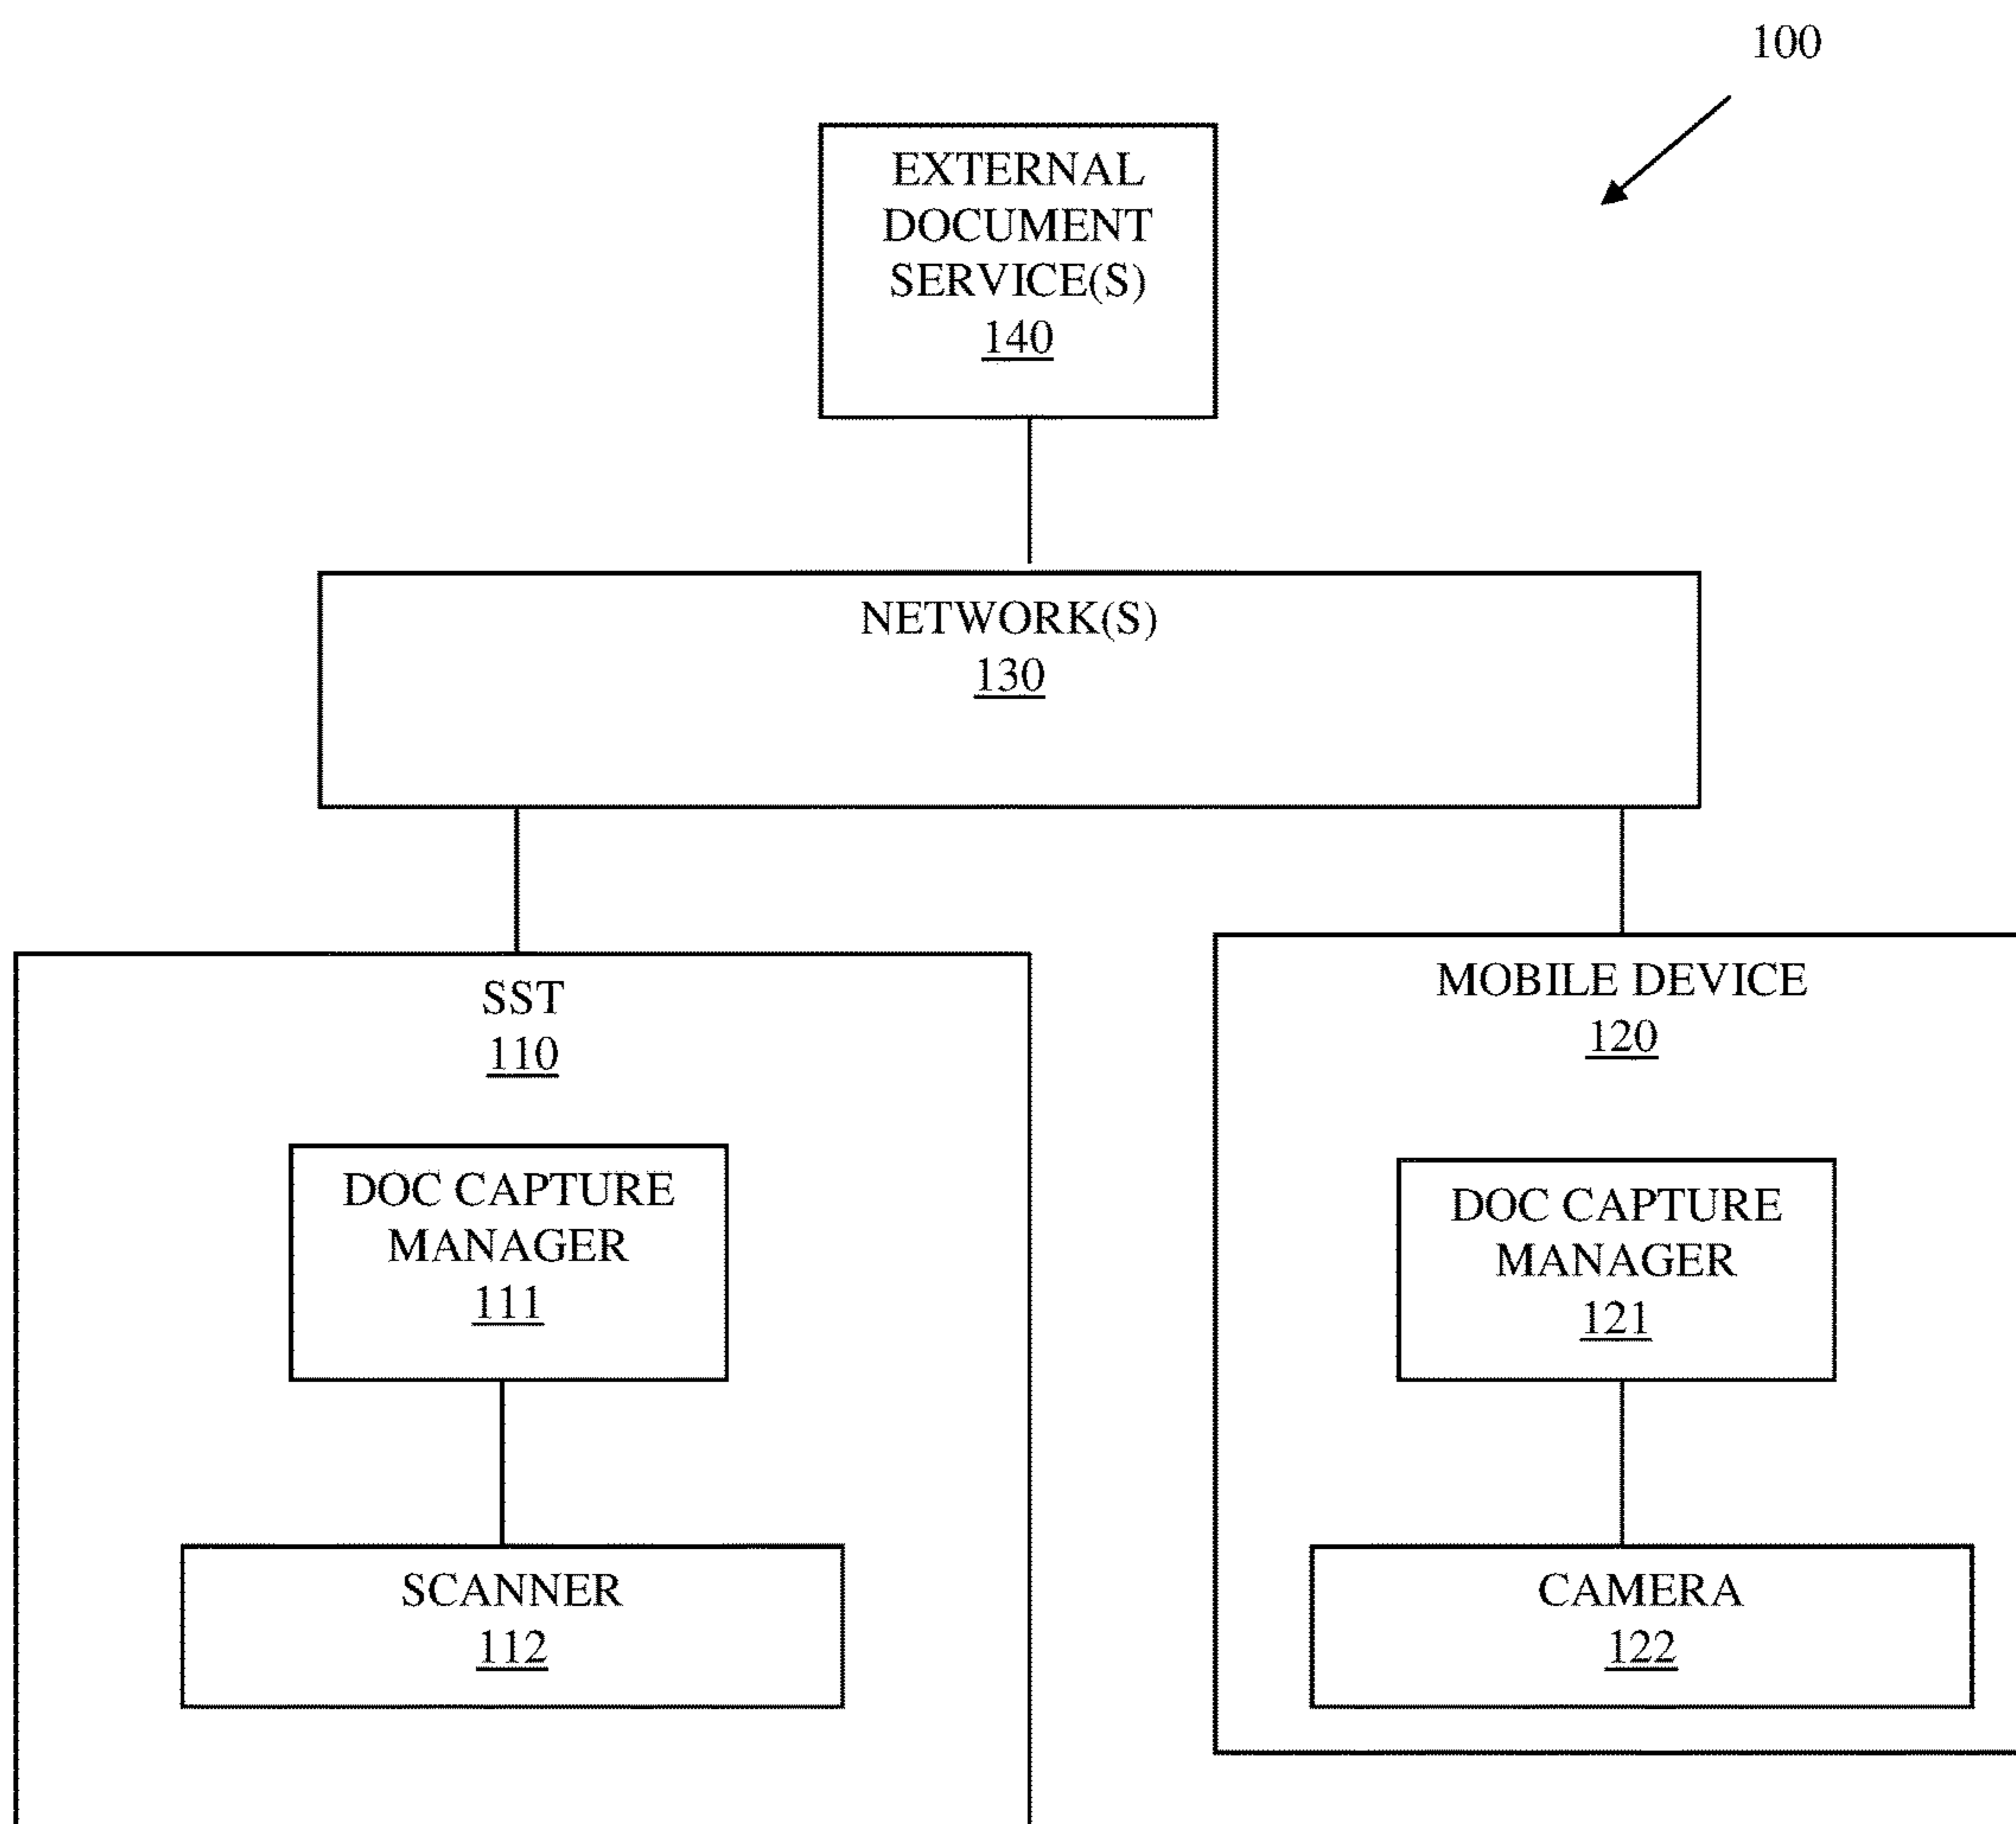 100
EXTERNAL
DOCUMENT
SERVICE(S)
140
NETWORK(S)
130
SST
110
DOC CAPTURE
MANAGER
111
SCANNER
112
MOBILE DEVICE
120
DOC CAPTURE
MANAGER
121
CAMERA
122